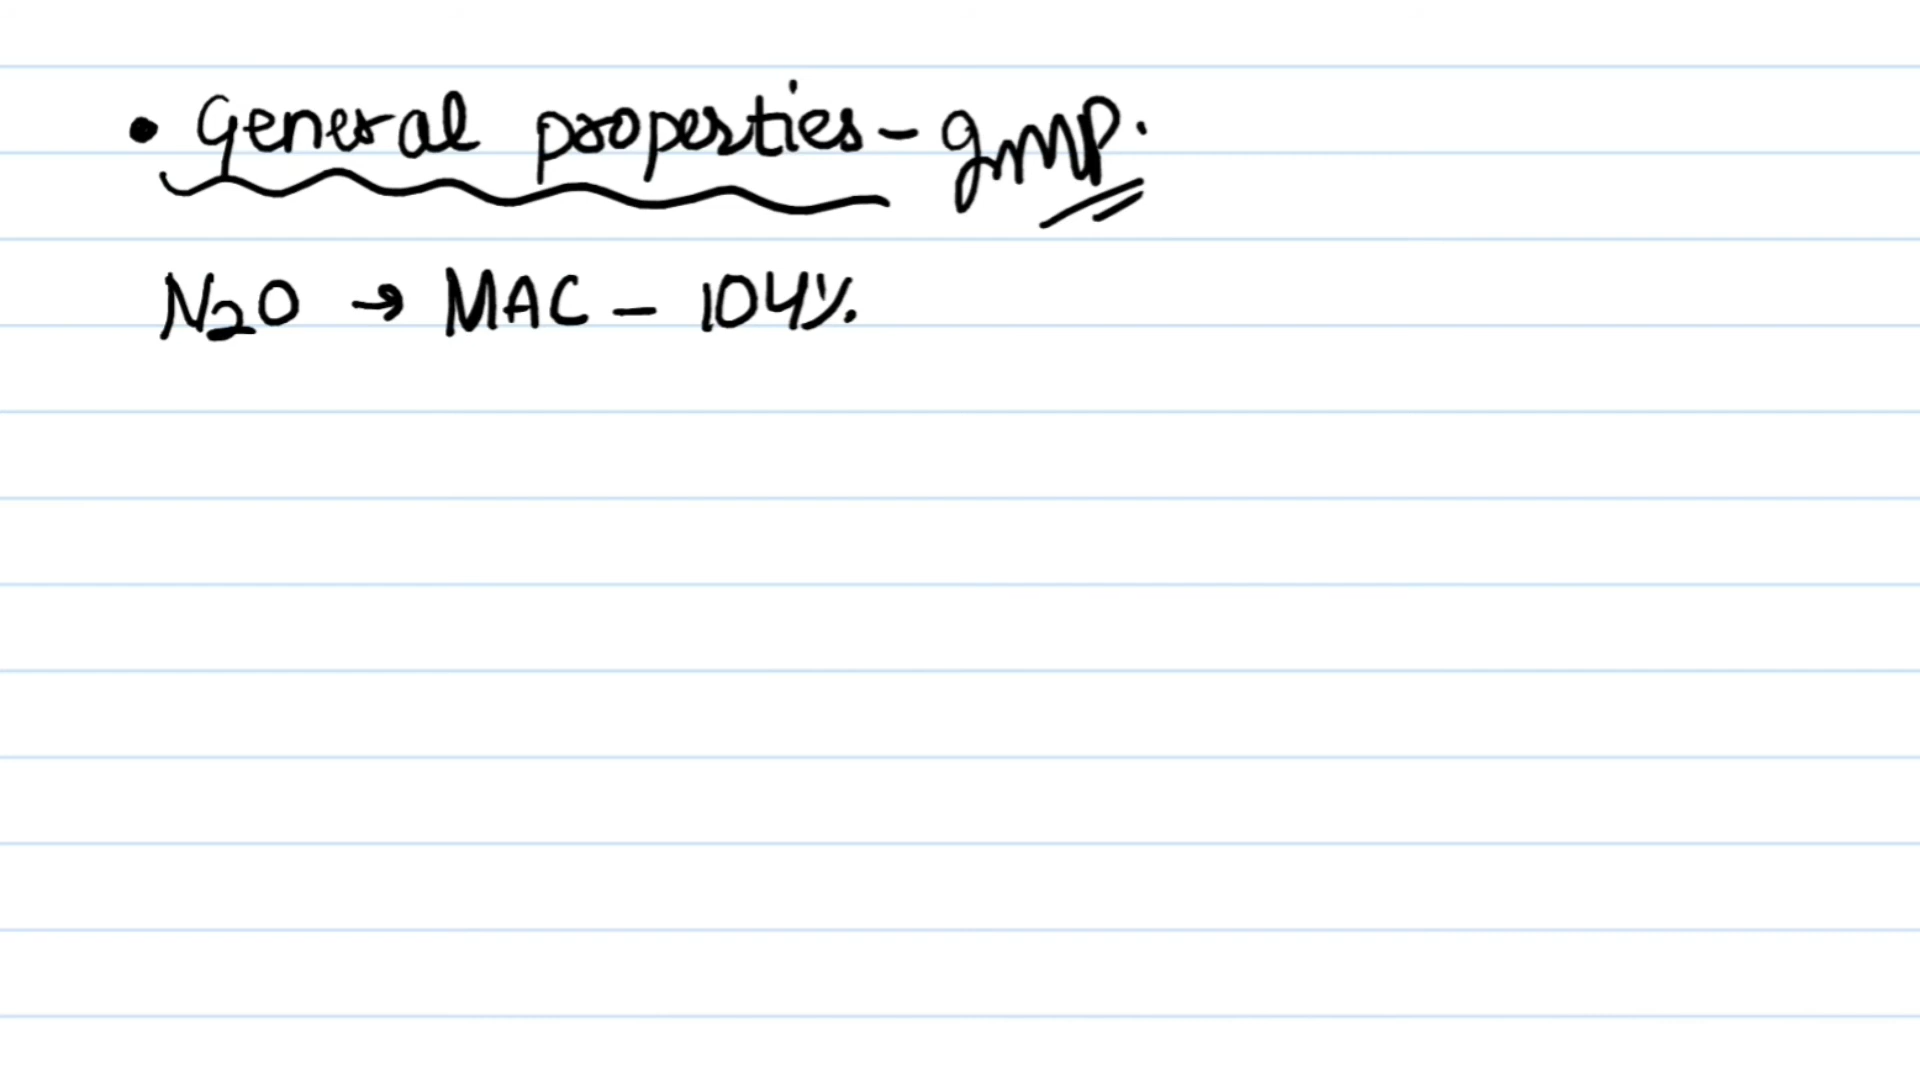 • General properties - gmp.
N2O → MAC - 104%.